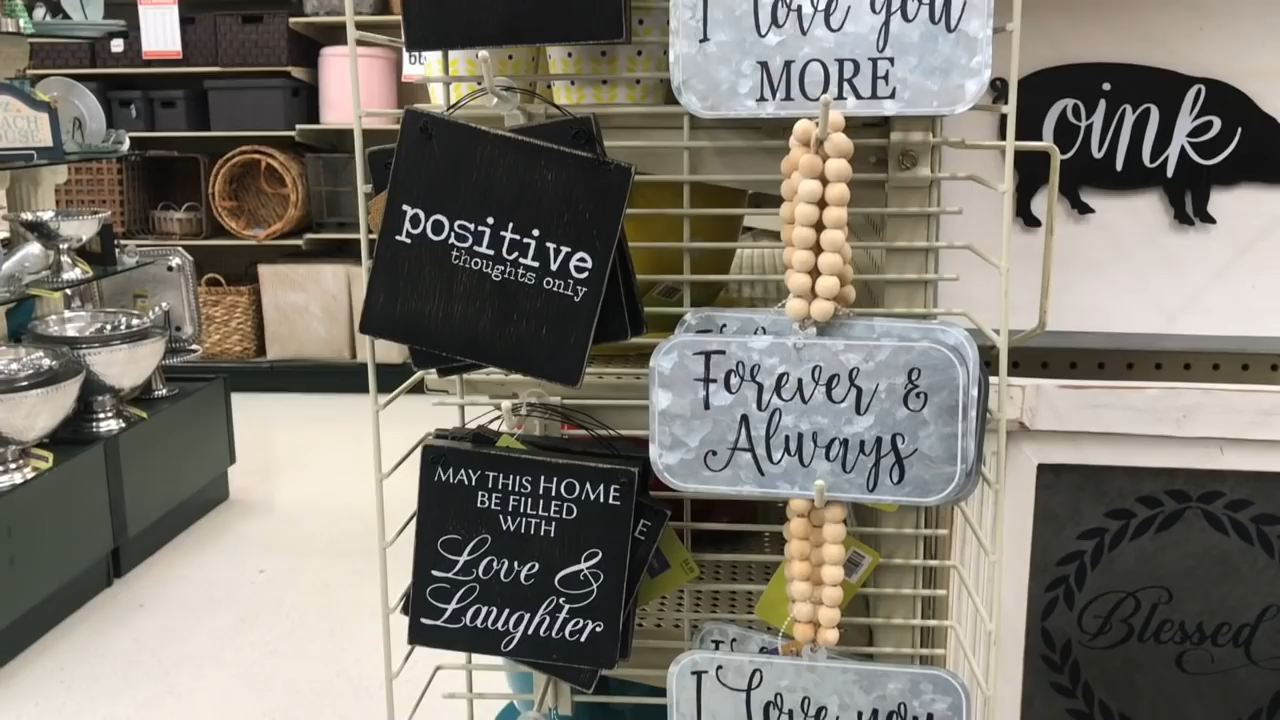 I love you
MORE
oink
positive
thoughts only
Forever &
Always
MAY THIS HOME
BE FILLED
WITH
Love &
Laughter
E
Blessed
I Love you